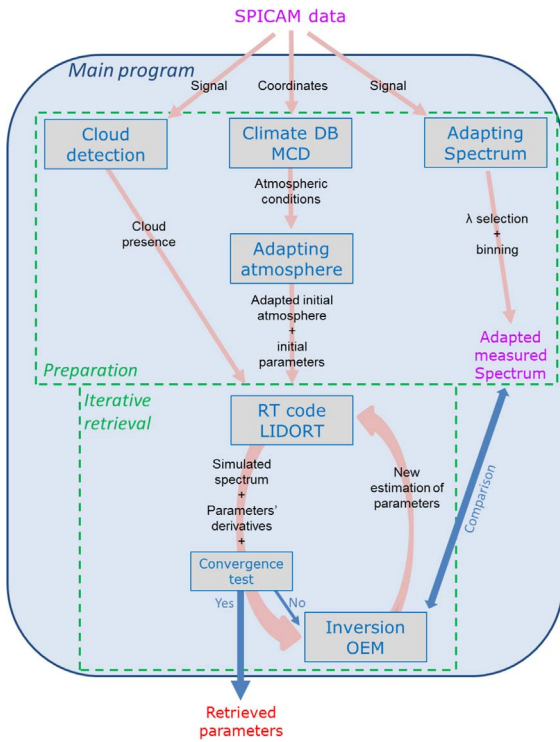 SPICAM data
Main program
Signal
Coordinates
Signal
Cloud
detection
Climate DB
MCD
Adapting
Spectrum
Atmospheric
conditions
Cloud
presence
λ selection
+
binning
Adapting
atmosphere
Adapted initial
atmosphere
+
initial
parameters
Adapted
measured
Spectrum
Preparation
Iterative
retrieval
RT code
LIDORT
Simulated
spectrum
+
Parameters'
derivatives
+
New
estimation of
parameters
Comparison
Convergence
test
Yes
No
Inversion
OEM
Retrieved
parameters